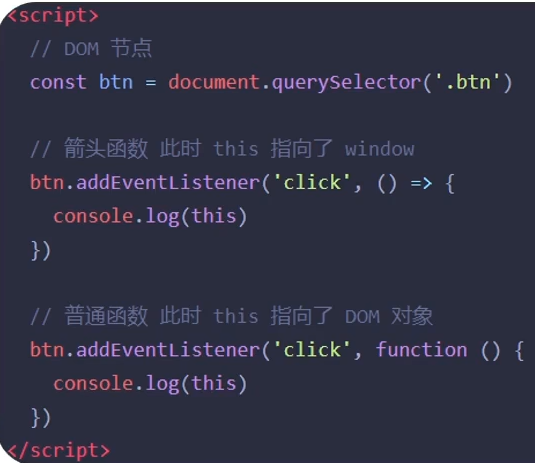 <script>
// DOM 节点
const btn = document.querySelector('.btn')
// 箭头函数 此时 this 指向了 window
btn.addEventListener('click', () => {
console.log(this)
})
// 普通函数 此时 this 指向了 DOM 对象
btn.addEventListener('click', function () {
console.log(this)
})
</script>